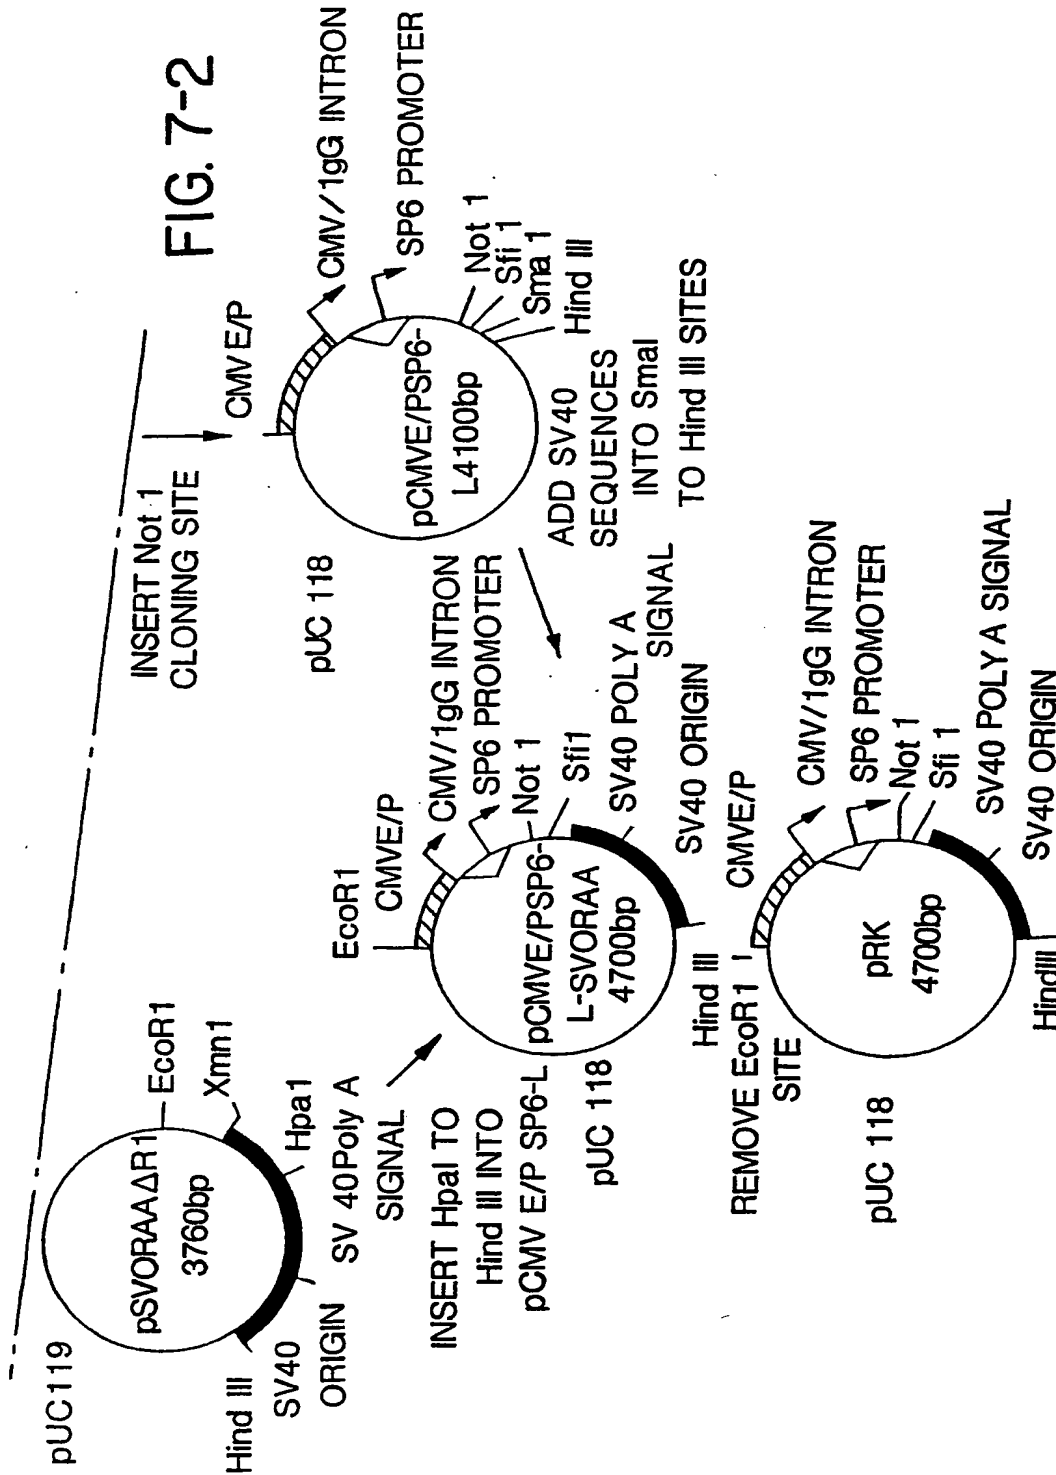 FIG. 7-2
INSERT Not 1
CLONING SITE
pUC119
pSVORAAΔR1
3760bp
EcoR1
Xmn1
Hpa1
SV 40Poly A
SIGNAL
Hind III
SV40
ORIGIN
INSERT HpaI TO
Hind III INTO
pCMV E/P SP6-L
CMV E/P
CMV/1gG INTRON
SP6 PROMOTER
Not 1
Sfi 1
Sma 1
Hind III
pCMVE/PSP6-
L4100bp
pUC 118
ADD SV40
SEQUENCES
INTO SmaI
TO Hind III SITES
EcoR1
CMVE/P
CMV/1gG INTRON
SP6 PROMOTER
Not 1
Sfi1
SV40 POLY A
SIGNAL
SV40 ORIGIN
pCMVE/PSP6-
L-SVORAA
4700bp
Hind III
pUC 118
REMOVE EcoR1
SITE
CMVE/P
CMV/1gG INTRON
SP6 PROMOTER
Not 1
Sfi 1
SV40 POLY A SIGNAL
SV40 ORIGIN
pRK
4700bp
HindIII
pUC 118